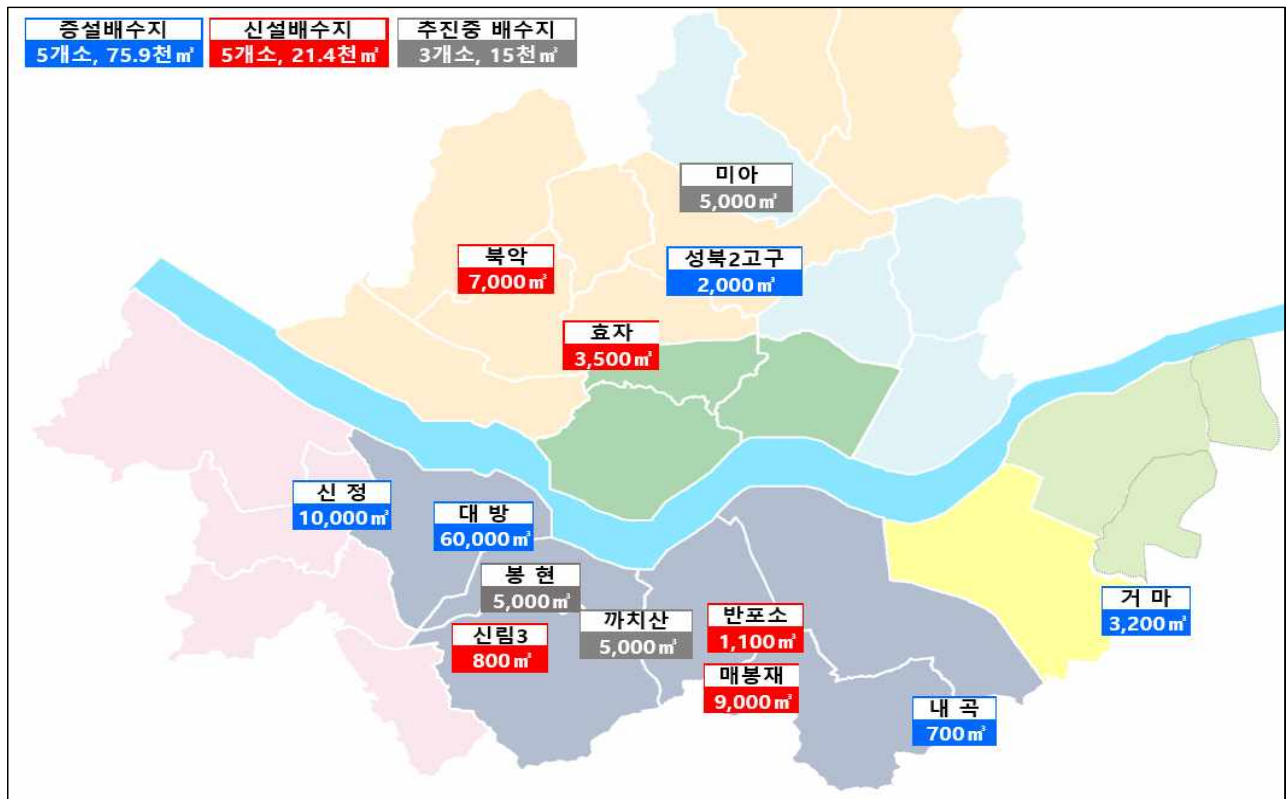 증설배수지
5개소, 75.9천㎥
신설배수지
5개소, 21.4천㎥
추진중 배수지
3개소, 15천㎥
미아
5,000㎥
북악
7,000㎥
성북2고구
2,000㎥
효자
3,500㎥
신 정
10,000㎥
대 방
60,000㎥
봉 현
5,000㎥
까치산
5,000㎥
신림3
800㎥
반포소
1,100㎥
매봉재
9,000㎥
거 마
3,200㎥
내 곡
700㎥